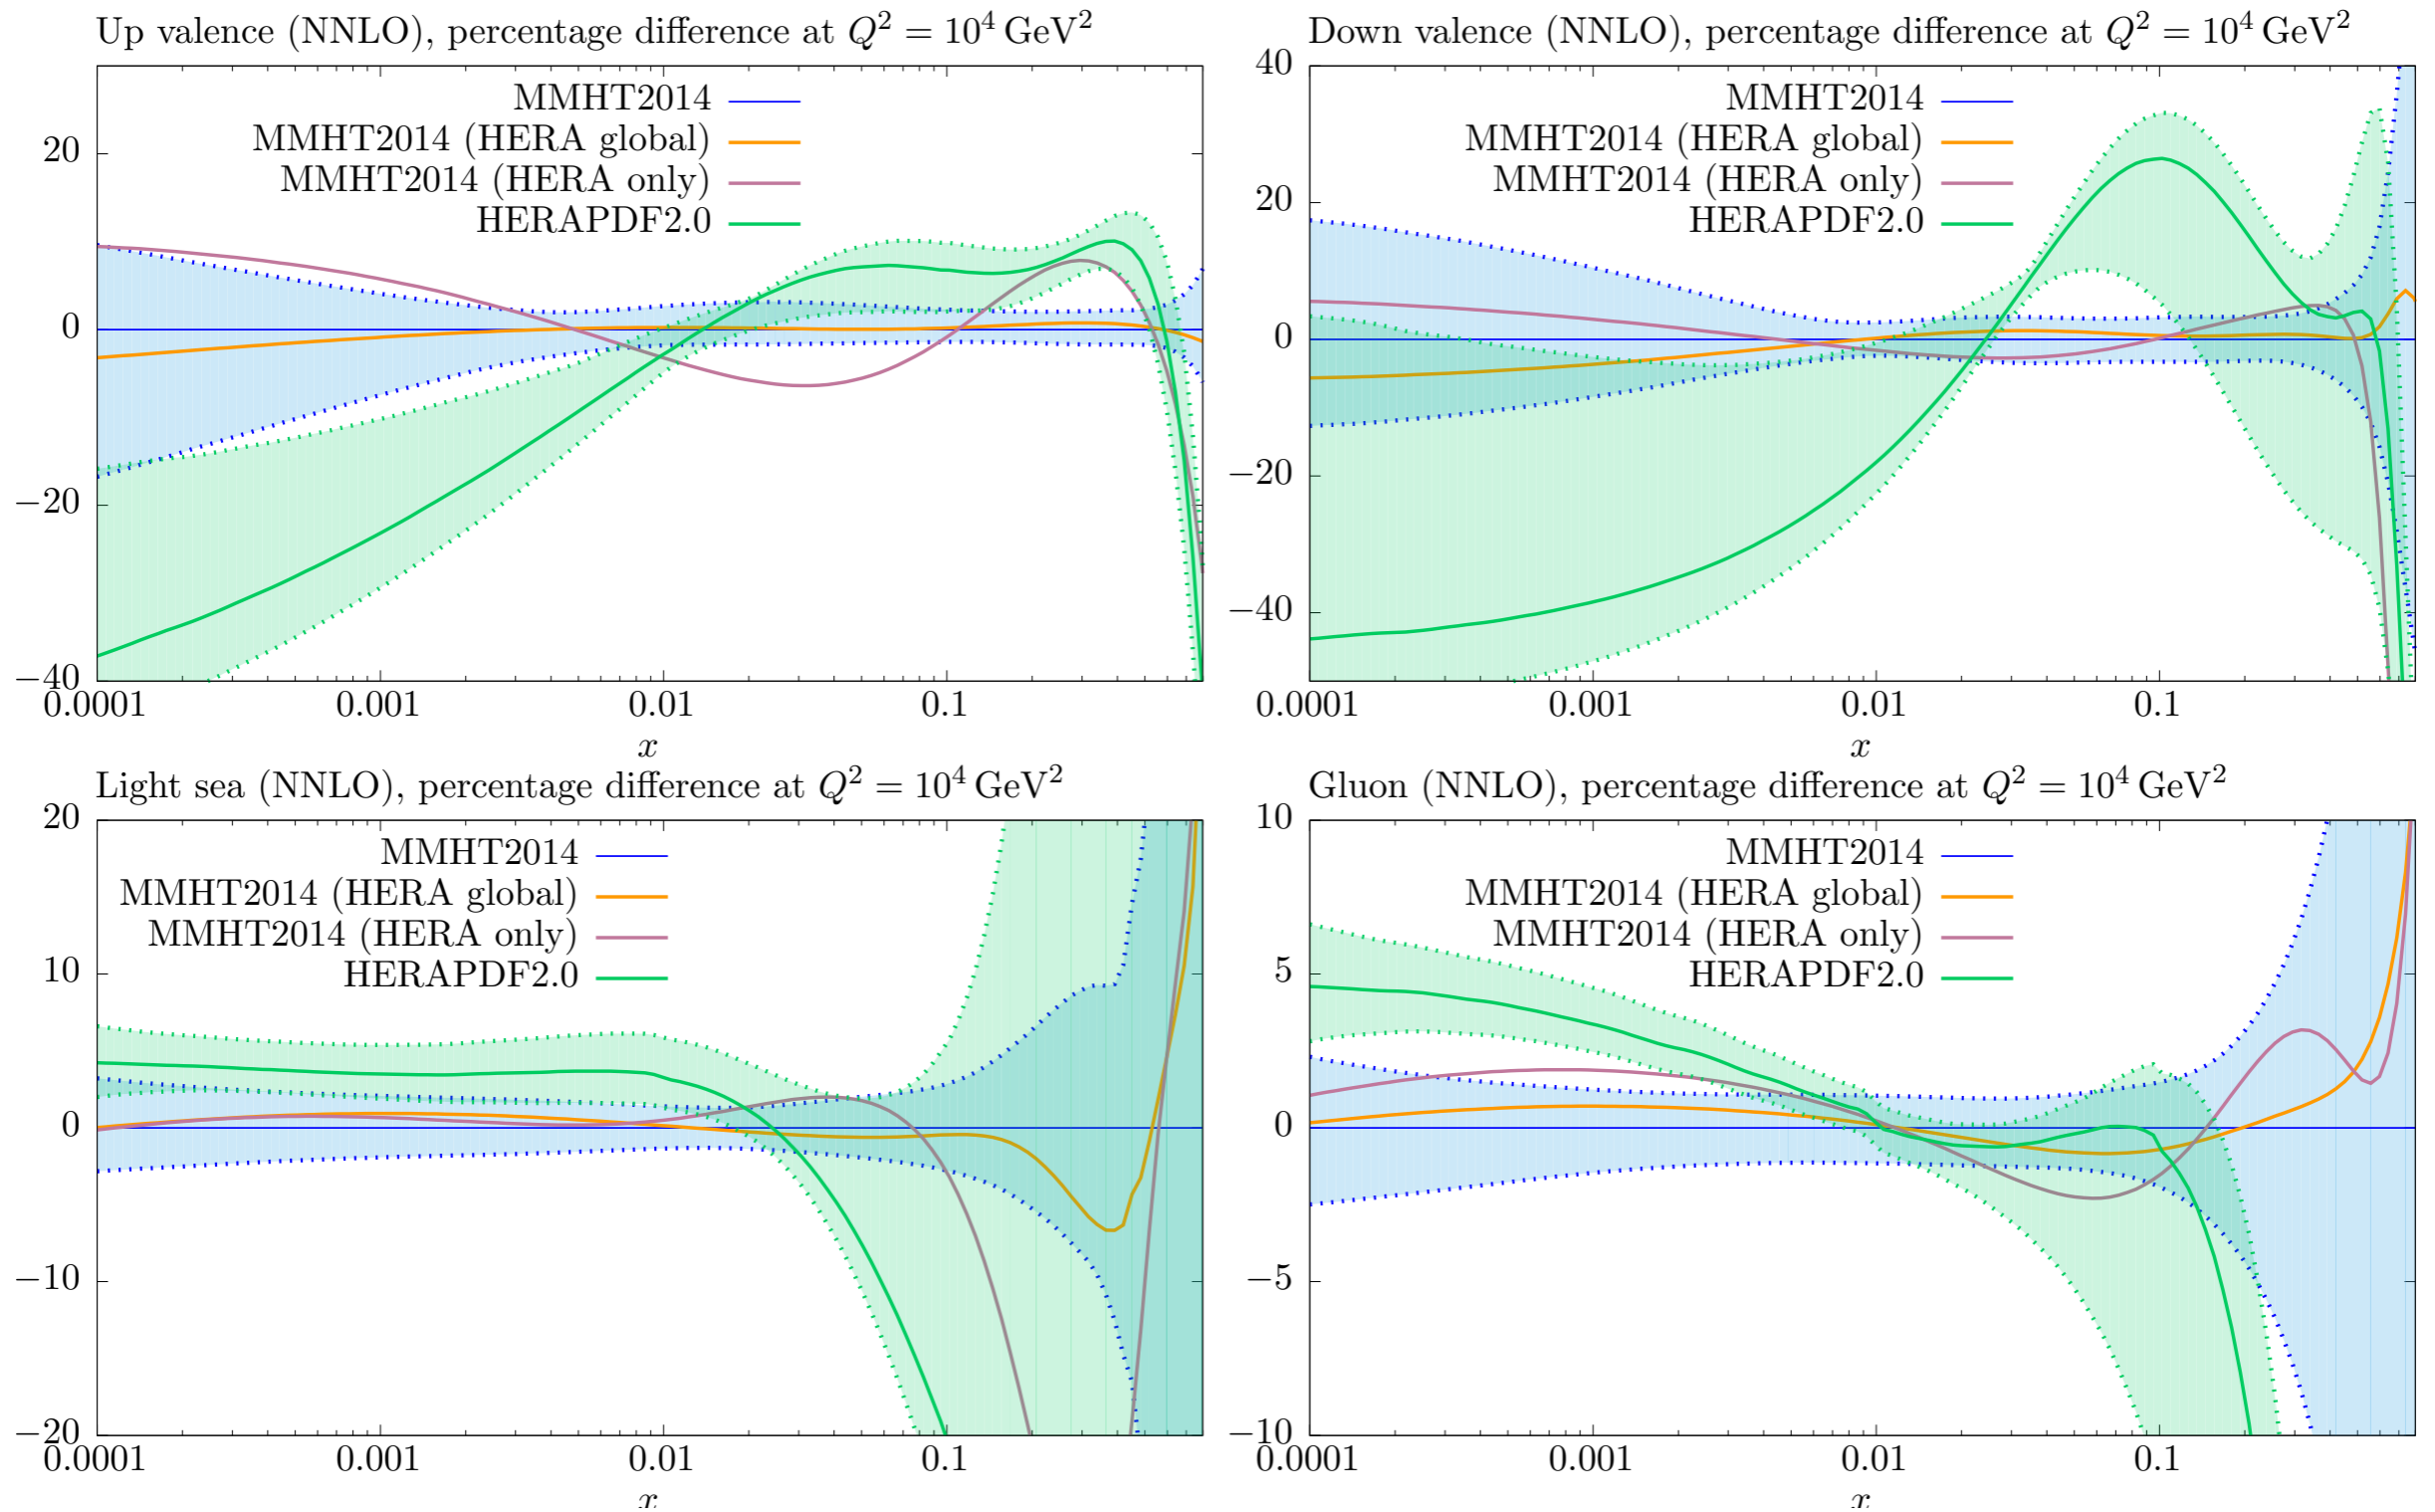 Up valence (NNLO), percentage difference at Q² = 10⁴ GeV²
MMHT2014
MMHT2014 (HERA global)
MMHT2014 (HERA only)
HERAPDF2.0
20
0
−20
−40
0.0001 0.001 0.01 0.1
x
Down valence (NNLO), percentage difference at Q² = 10⁴ GeV²
MMHT2014
MMHT2014 (HERA global)
MMHT2014 (HERA only)
HERAPDF2.0
40
20
0
−20
−40
0.0001 0.001 0.01 0.1
x
Light sea (NNLO), percentage difference at Q² = 10⁴ GeV²
MMHT2014
MMHT2014 (HERA global)
MMHT2014 (HERA only)
HERAPDF2.0
20
10
0
−10
−20
0.0001 0.001 0.01 0.1
x
Gluon (NNLO), percentage difference at Q² = 10⁴ GeV²
MMHT2014
MMHT2014 (HERA global)
MMHT2014 (HERA only)
HERAPDF2.0
10
5
0
−5
−10
0.0001 0.001 0.01 0.1
x